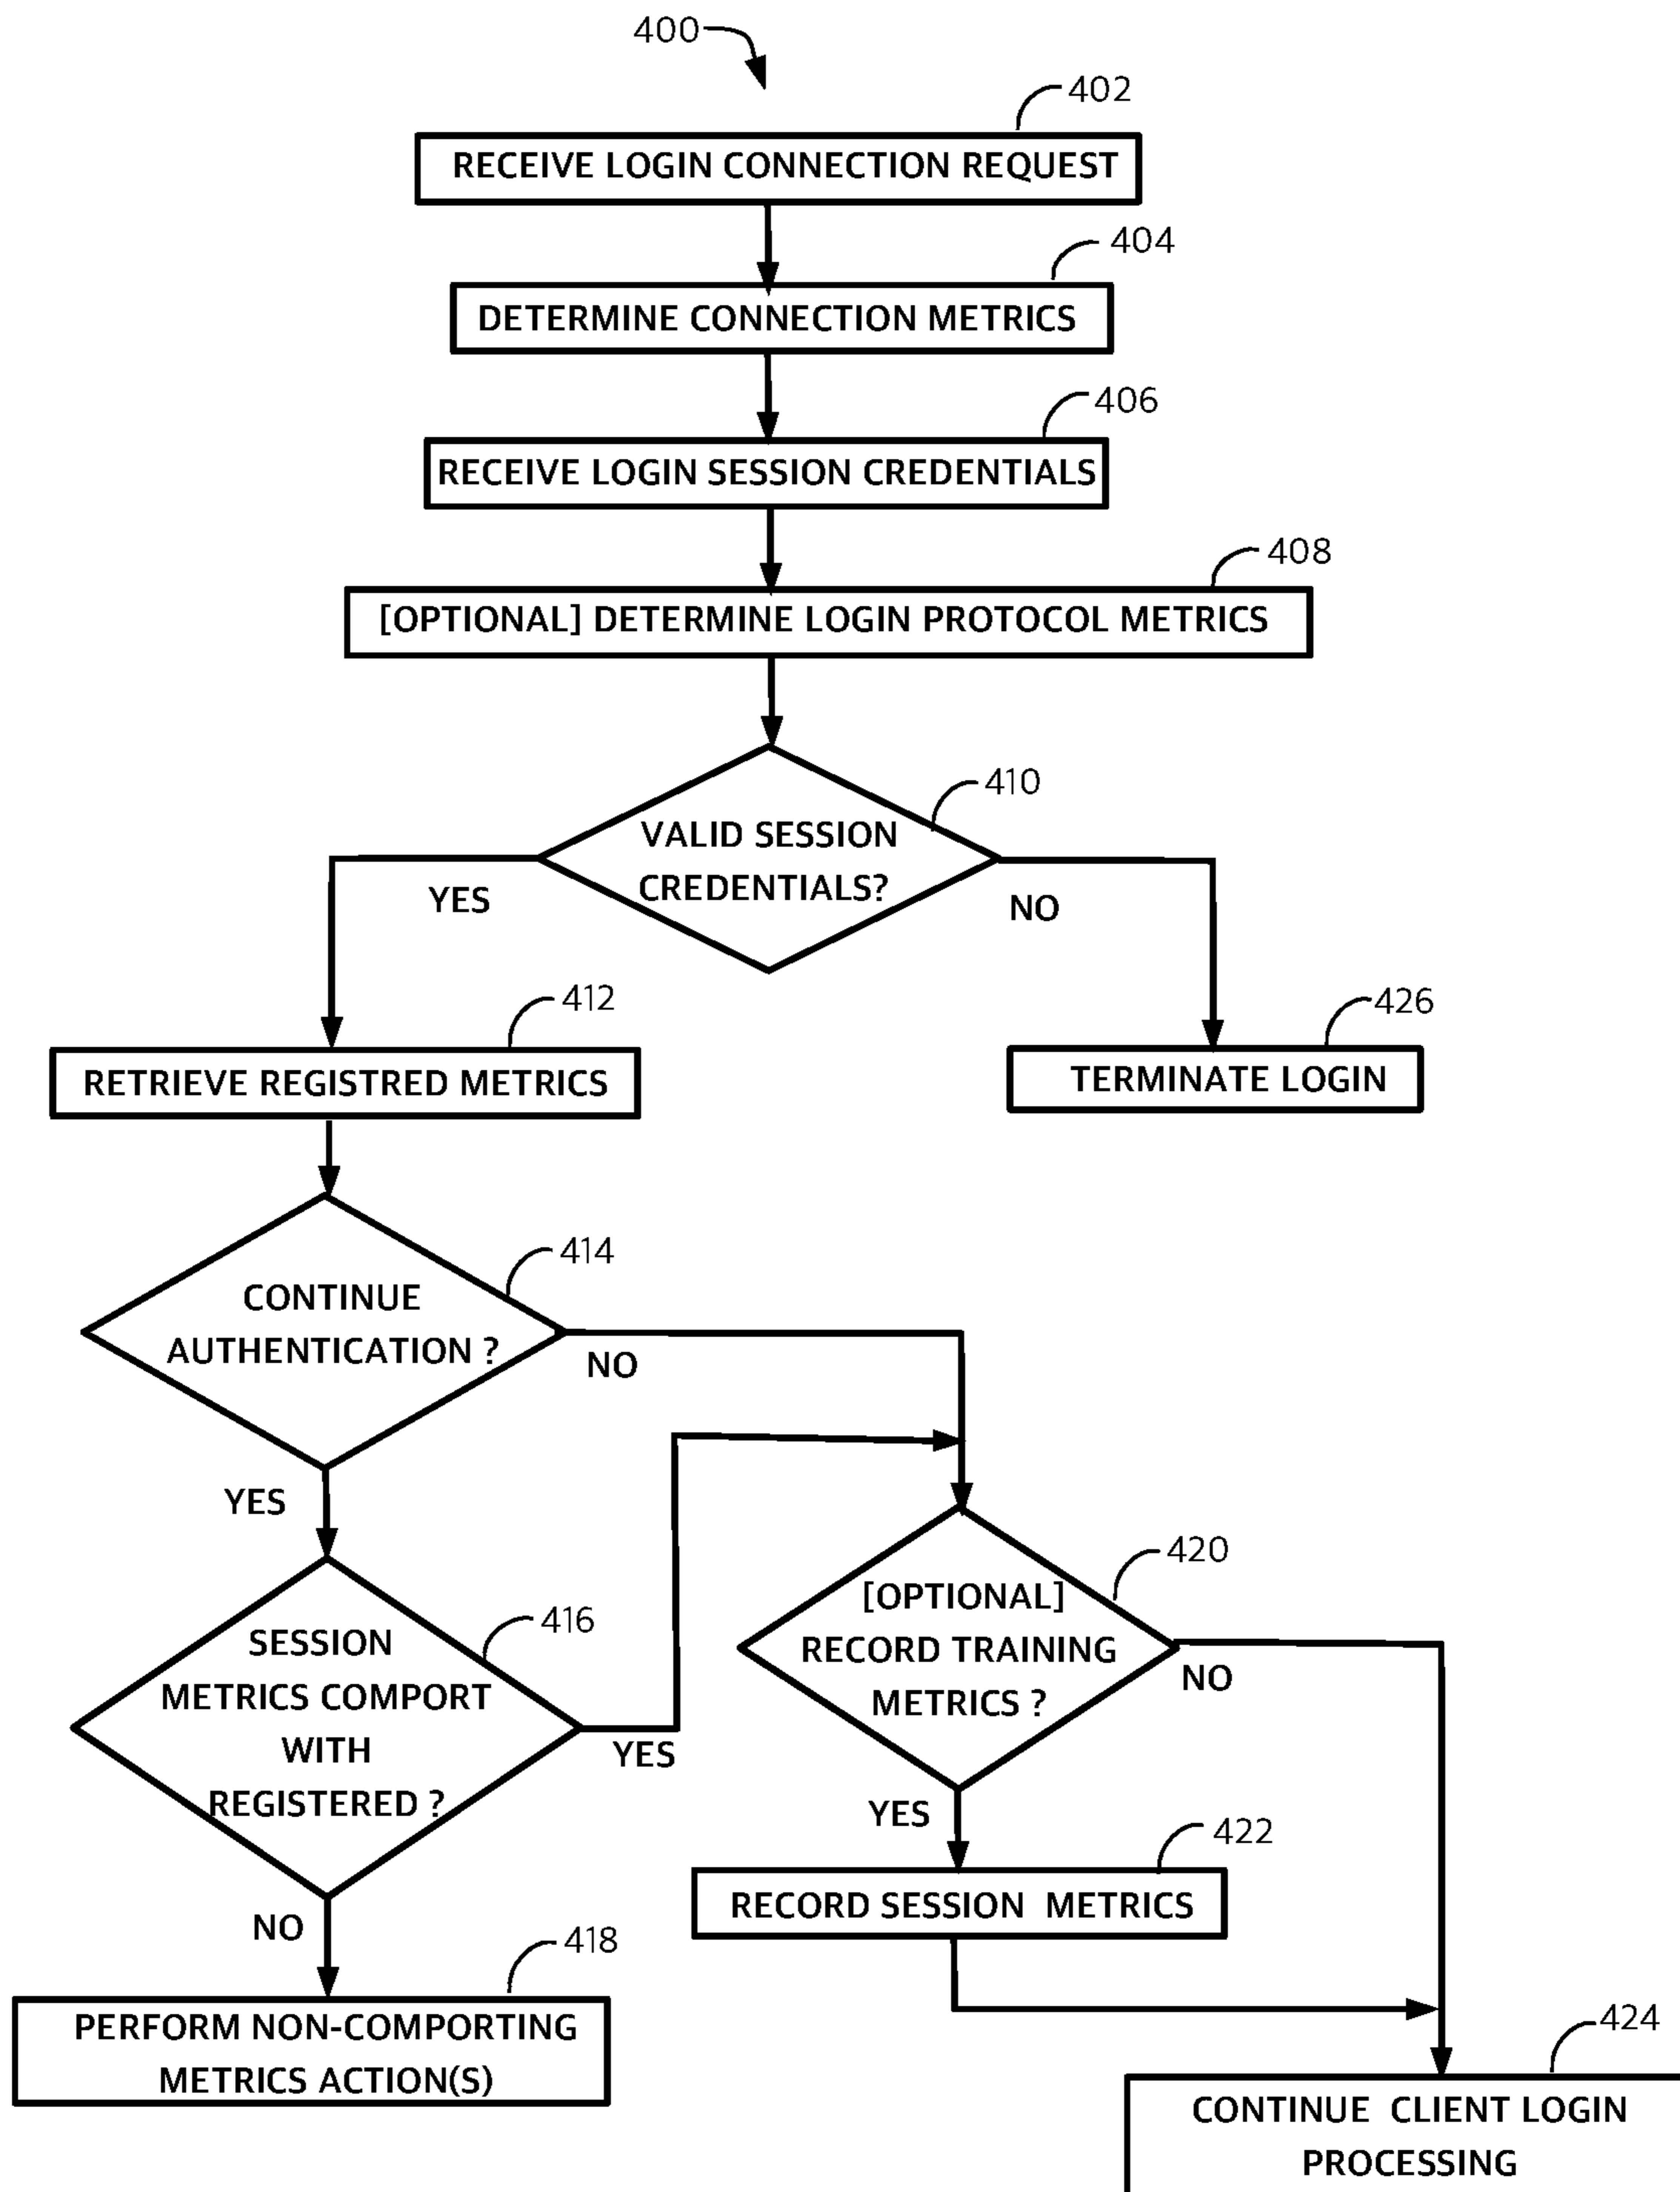 400
402
RECEIVE LOGIN CONNECTION REQUEST
404
DETERMINE CONNECTION METRICS
406
RECEIVE LOGIN SESSION CREDENTIALS
408
[OPTIONAL] DETERMINE LOGIN PROTOCOL METRICS
410
VALID SESSION
CREDENTIALS?
YES
NO
412
RETRIEVE REGISTRED METRICS
426
TERMINATE LOGIN
414
CONTINUE
AUTHENTICATION ?
NO
YES
416
SESSION
METRICS COMPORT
WITH
REGISTERED ?
YES
NO
418
PERFORM NON-COMPORTING
METRICS ACTION(S)
420
[OPTIONAL]
RECORD TRAINING
METRICS ?
NO
YES
422
RECORD SESSION METRICS
424
CONTINUE CLIENT LOGIN
PROCESSING